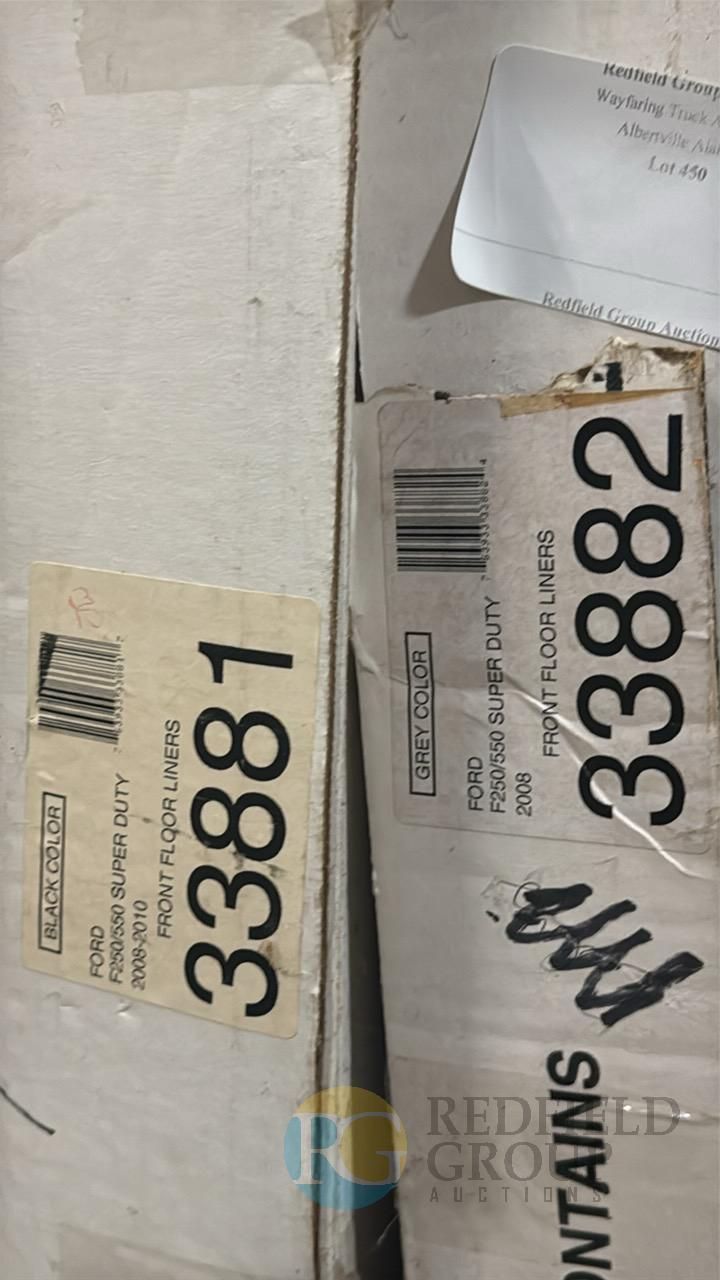 Redfield Group
Wayfaring Truck
Albertville
Lot 450
Redfield Group Auction
BLACK COLOR
FORD
F250/550 SUPER DUTY
2008-2010
FRONT FLOOR LINERS
33881
GREY COLOR
FORD
F250/550 SUPER DUTY
2008
FRONT FLOOR LINERS
33882
NTAINS
RG
REDFIELD
GROUP
AUCTIONS